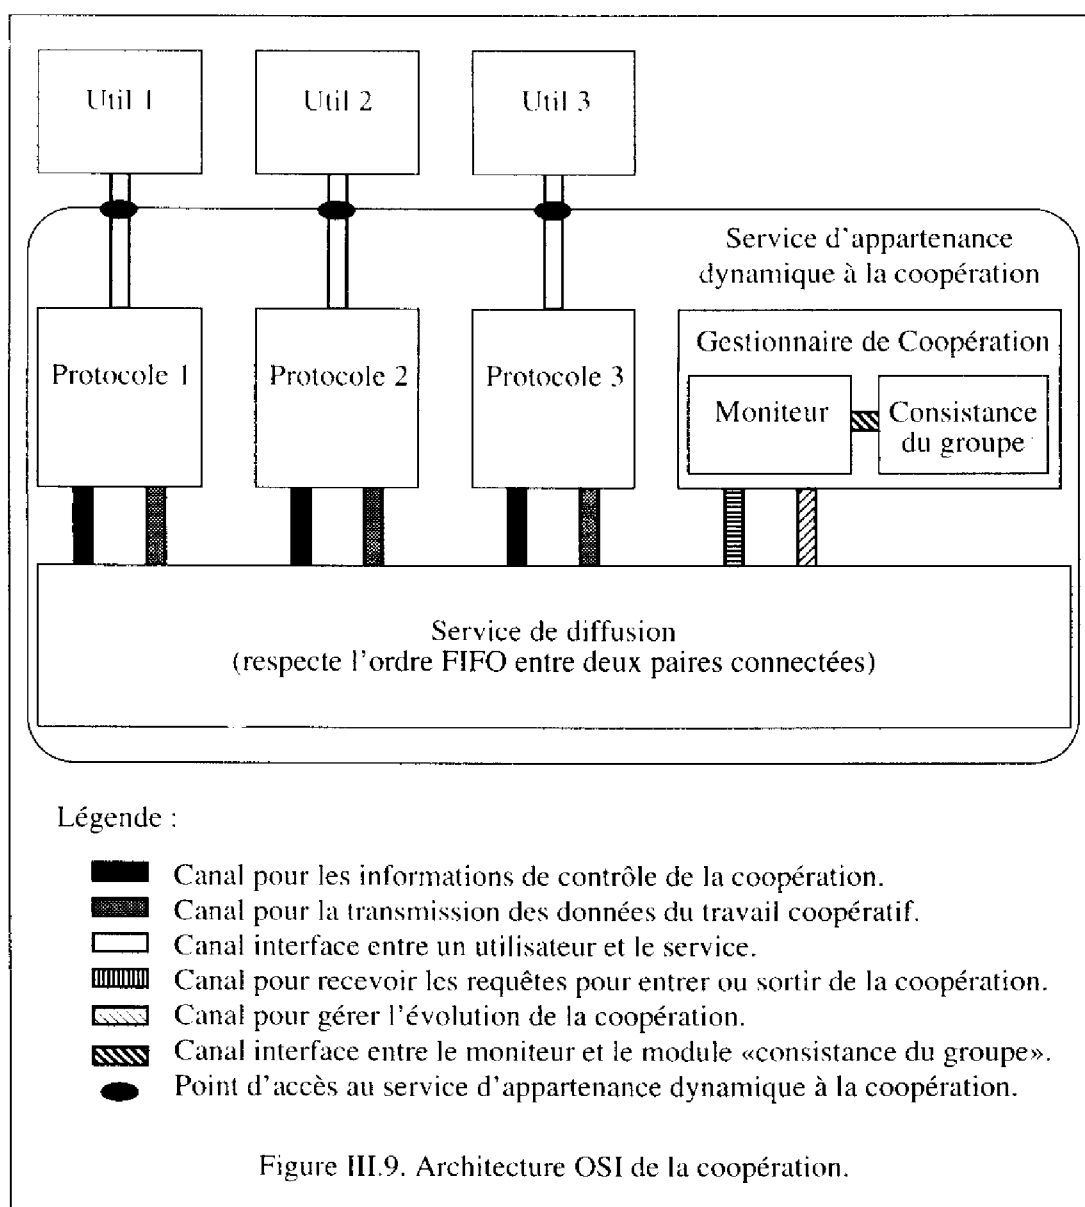 Util 1
Util 2
Util 3
Service d'appartenance
dynamique à la coopération
Protocole 1
Protocole 2
Protocole 3
Gestionnaire de Coopération
Moniteur
Consistance
du groupe
Service de diffusion
(respecte l'ordre FIFO entre deux paires connectées)
Légende :
Canal pour les informations de contrôle de la coopération.
Canal pour la transmission des données du travail coopératif.
Canal interface entre un utilisateur et le service.
Canal pour recevoir les requêtes pour entrer ou sortir de la coopération.
Canal pour gérer l'évolution de la coopération.
Canal interface entre le moniteur et le module «consistance du groupe».
Point d'accès au service d'appartenance dynamique à la coopération.
Figure III.9. Architecture OSI de la coopération.